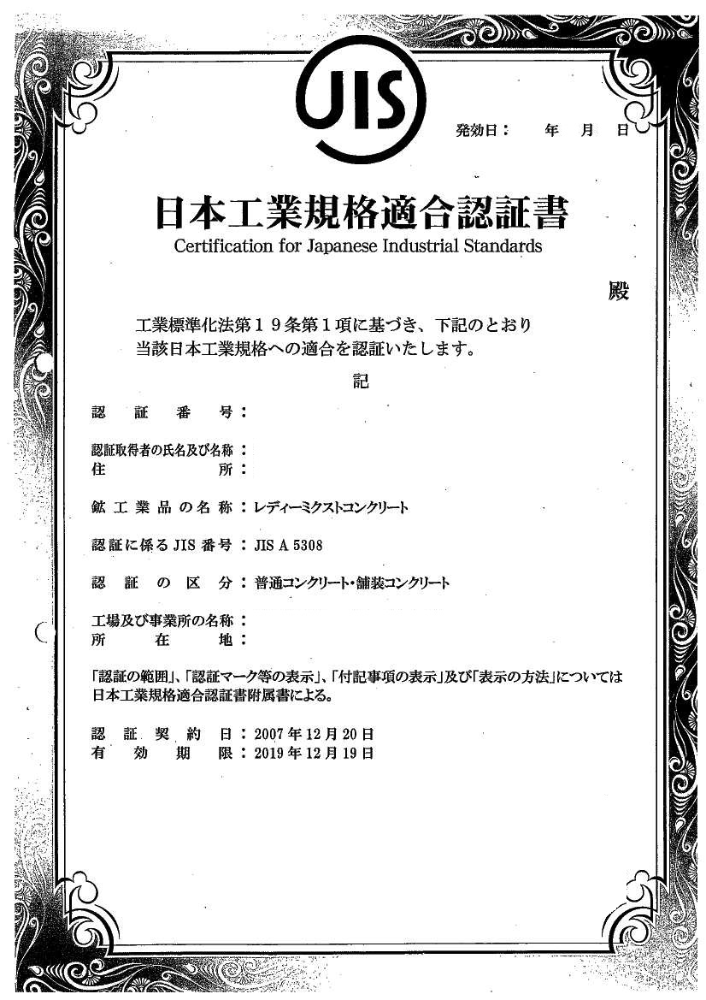 JIS
発効日： 年 月 日
日本工業規格適合認証書
Certification for Japanese Industrial Standards
殿
工業標準化法第１９条第１項に基づき、下記のとおり
当該日本工業規格への適合を認証いたします。
記
認証番号：
認証取得者の氏名及び名称：
住所：
鉱工業品の名称：レディーミクストコンクリート
認証に係るJIS番号：JIS A 5308
認証の区分：普通コンクリート・舗装コンクリート
工場及び事業所の名称：
所在地：
「認証の範囲」、「認証マーク等の表示」、「付記事項の表示」及び「表示の方法」については
日本工業規格適合認証書附属書による。
認証契約日：2007年12月20日
有効期限：2019年12月19日